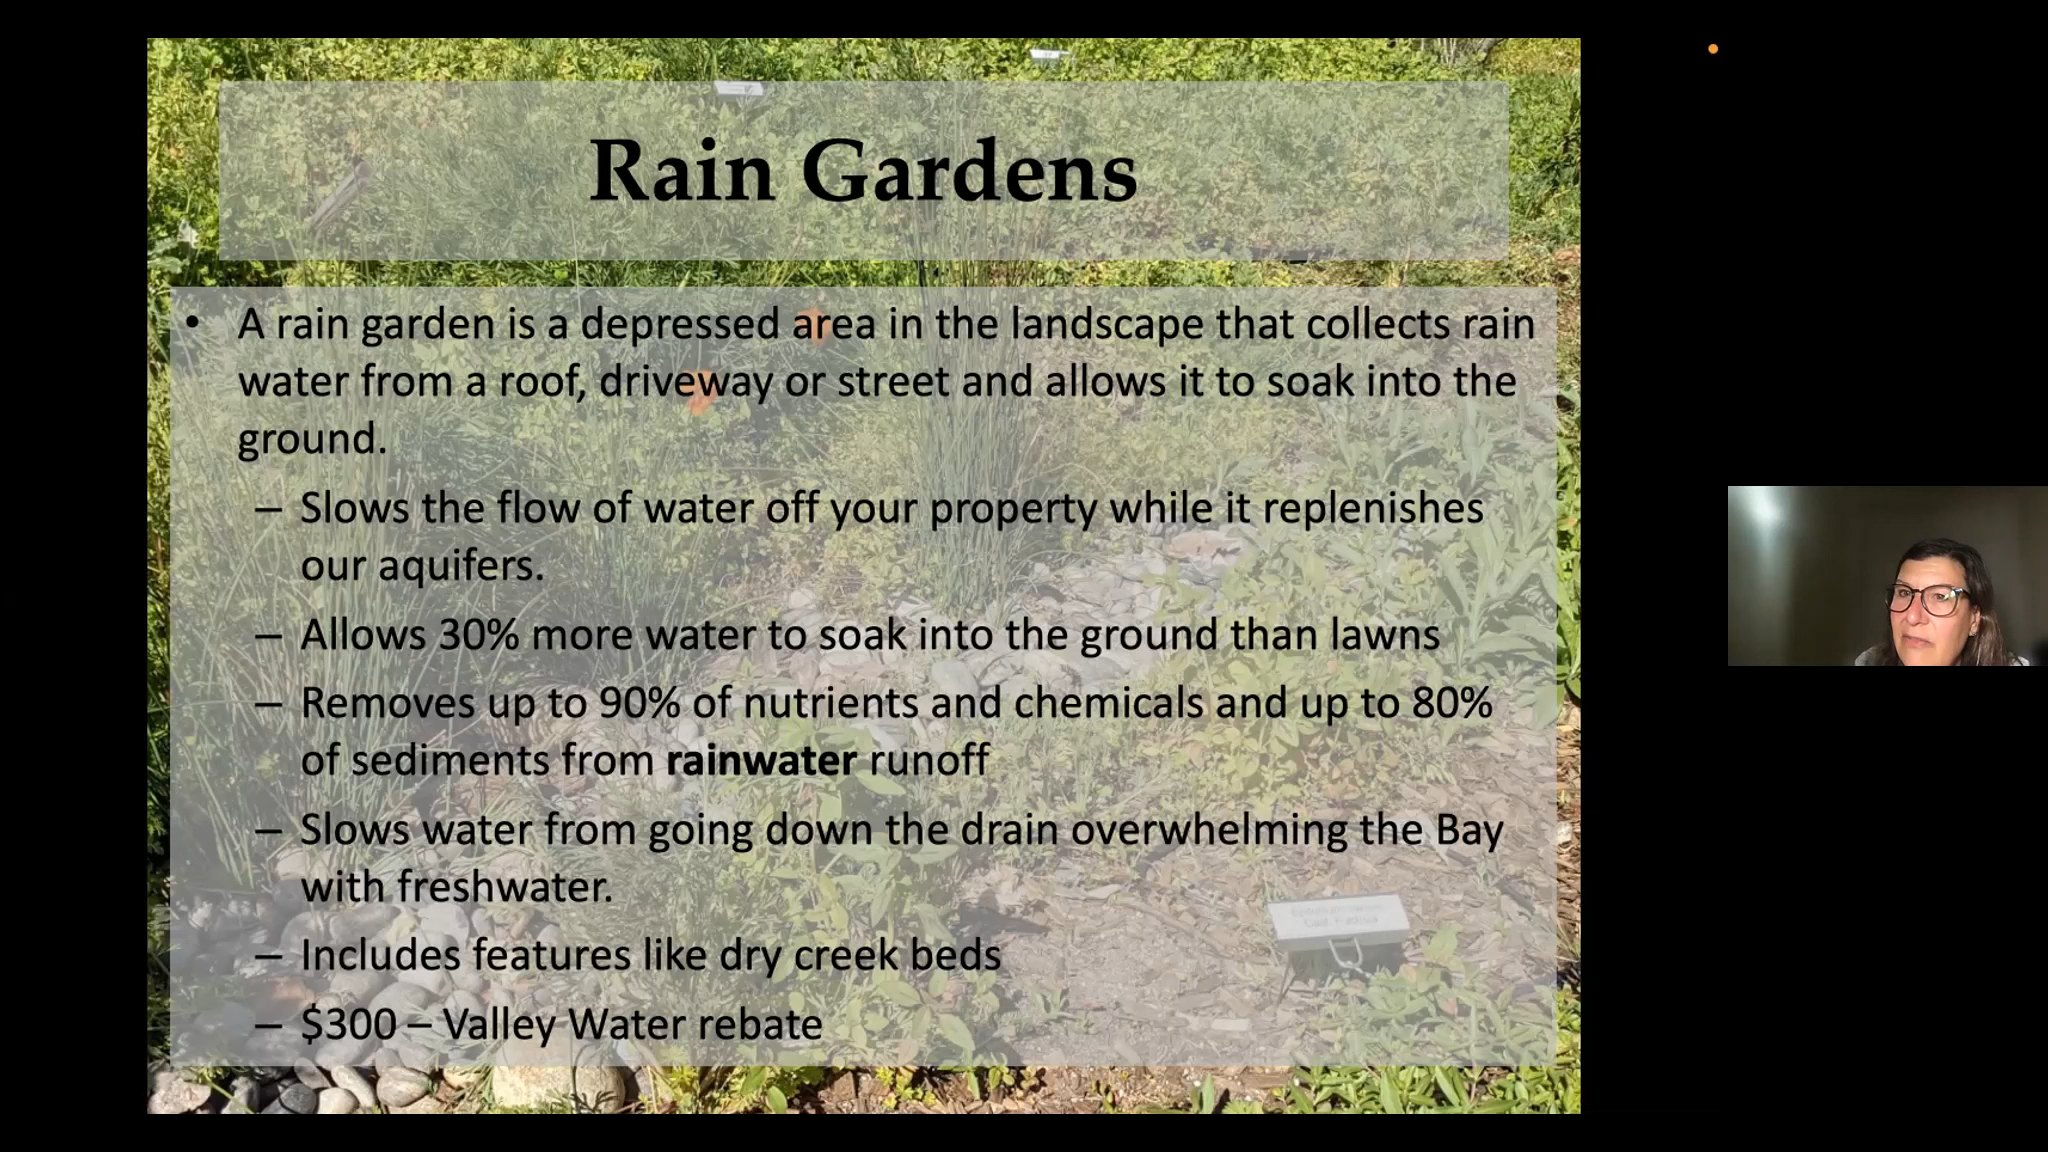 Rain Gardens
• A rain garden is a depressed area in the landscape that collects rain
water from a roof, driveway or street and allows it to soak into the
ground.
– Slows the flow of water off your property while it replenishes
our aquifers.
– Allows 30% more water to soak into the ground than lawns
– Removes up to 90% of nutrients and chemicals and up to 80%
of sediments from rainwater runoff
– Slows water from going down the drain overwhelming the Bay
with freshwater.
– Includes features like dry creek beds
– $300 – Valley Water rebate